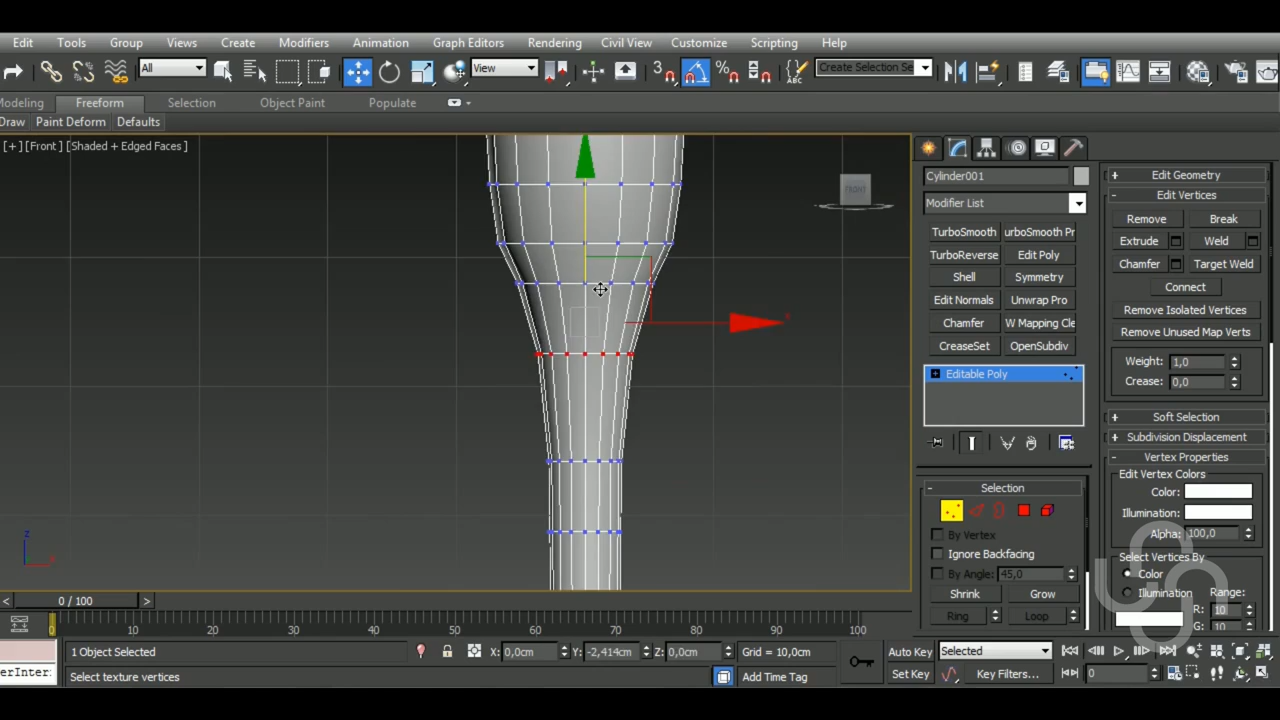 Edit Tools Group Views Create Modifiers Animation Graph Editors Rendering Civil View Customize Scripting Help
All View 3 % ABC Create Selection Se
Modeling Freeform Selection Object Paint Populate
Draw Paint Deform Defaults
[+] [Front] [Shaded + Edged Faces]
FRONT
x
z
x
Cylinder001
Modifier List
TurboSmooth urboSmooth Pr
TurboReverse Edit Poly
Shell Symmetry
Edit Normals Unwrap Pro
Chamfer W Mapping Cle
CreaseSet OpenSubdiv
Editable Poly
Selection
By Vertex
Ignore Backfacing
By Angle: 45,0
Shrink Grow
Ring Loop
Edit Geometry
Edit Vertices
Remove Break
Extrude Weld
Chamfer Target Weld
Connect
Remove Isolated Vertices
Remove Unused Map Verts
Weight: 1,0
Crease: 0,0
Soft Selection
Subdivision Displacement
Vertex Properties
Edit Vertex Colors
Color:
Illumination:
Alpha: 100,0
Select Vertices By
Color
Illumination Range:
R: 10
G: 10
< 0 / 100 >
0 10 20 30 40 50 60 70 80 90 100
1 Object Selected X: 0,0cm Y: -2,414cm Z: 0,0cm Grid = 10,0cm Auto Key Selected
erInter: Select texture vertices Add Time Tag Set Key Key Filters... 0